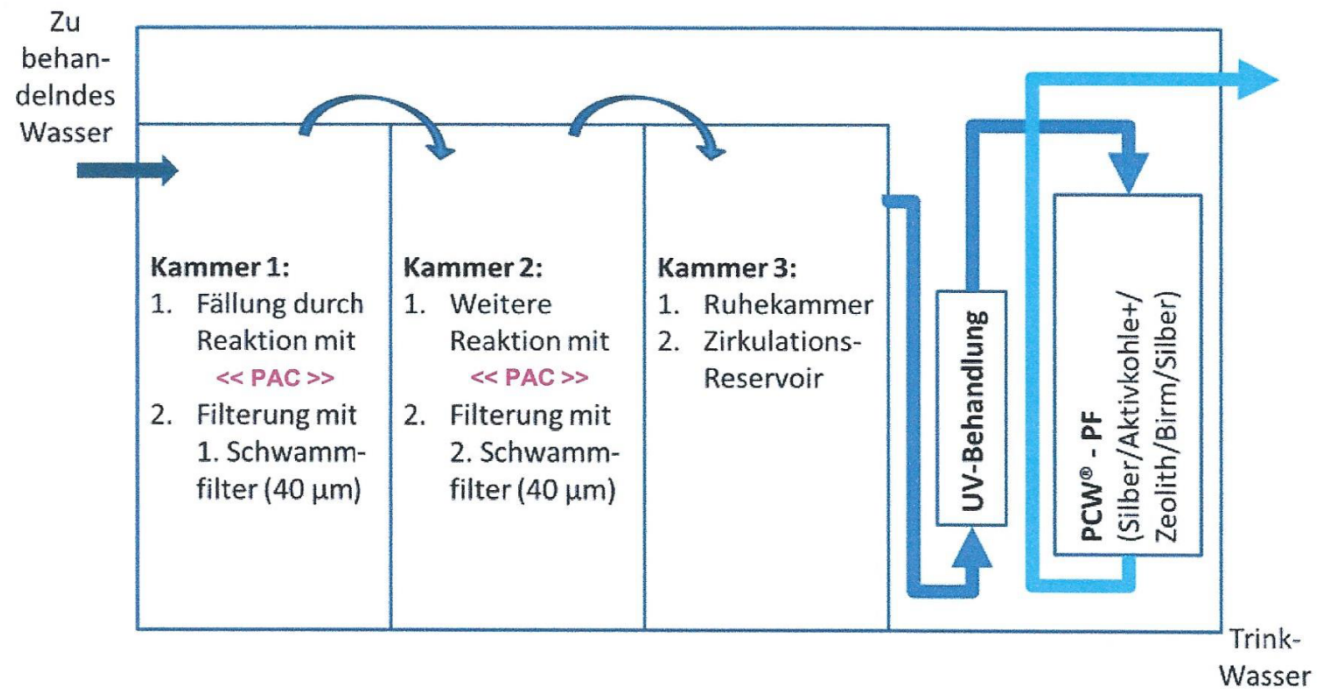 Zu
behan-
delndes
Wasser
Kammer 1:
1. Fällung durch
Reaktion mit
<< PAC >>
2. Filterung mit
1. Schwamm-
filter (40 µm)
Kammer 2:
1. Weitere
Reaktion mit
<< PAC >>
2. Filterung mit
2. Schwamm-
filter (40 µm)
Kammer 3:
1. Ruhekammer
2. Zirkulations-
Reservoir
UV-Behandlung
PCW® - PF
(Silber/Aktivkohle+/
Zeolith/Birm/Silber)
Trink-
Wasser